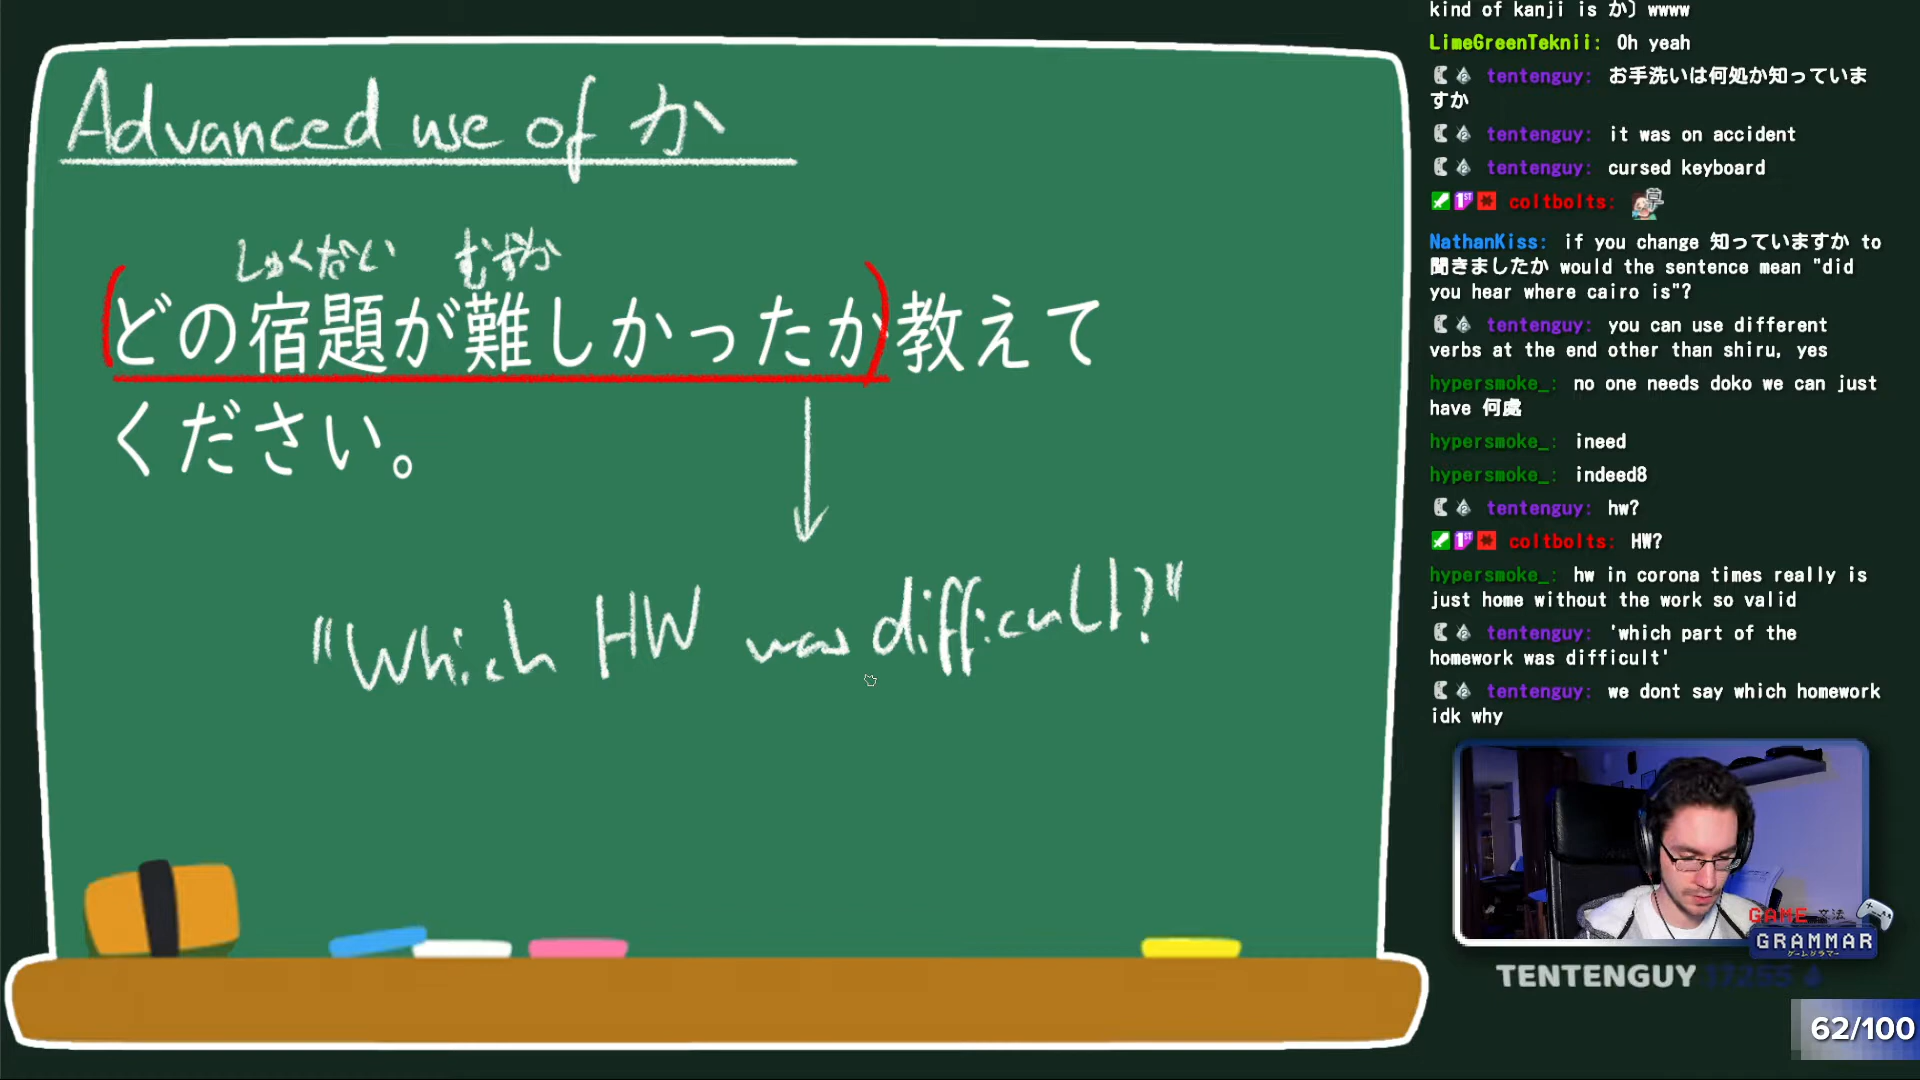 Advanced use of か
しゅくだい むずか
(どの宿題が難しかったか)教えて
ください。
"Which HW was difficult?"
kind of kanji is か) wwww
LimeGreenTeknii: Oh yeah
tentenguy: お手洗いは何処か知っていま
すか
tentenguy: it was on accident
tentenguy: cursed keyboard
coltbolts:
NathanKiss: if you change 知っていますか to
聞きましたか would the sentence mean "did
you hear where cairo is"?
tentenguy: you can use different
verbs at the end other than shiru, yes
hypersmoke_: no one needs doko we can just
have 何處
hypersmoke_: ineed
hypersmoke_: indeed8
tentenguy: hw?
coltbolts: HW?
hypersmoke_: hw in corona times really is
just home without the work so valid
tentenguy: 'which part of the
homework was difficult'
tentenguy: we dont say which homework
idk why
GAME 文法
GRAMMAR
ゲームグラマー
TENTENGUY 17255
62/100